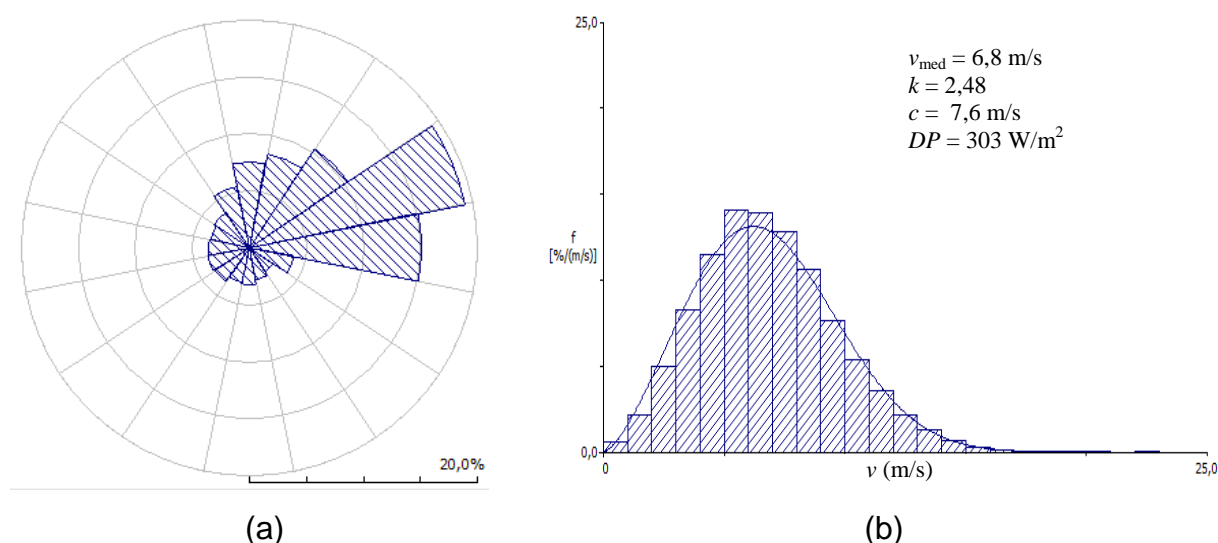 20,0%
(a)
25,0
f
[%/(m/s)]
0,0
0
v (m/s)
25,0
v_med = 6,8 m/s
k = 2,48
c = 7,6 m/s
DP = 303 W/m²
(b)